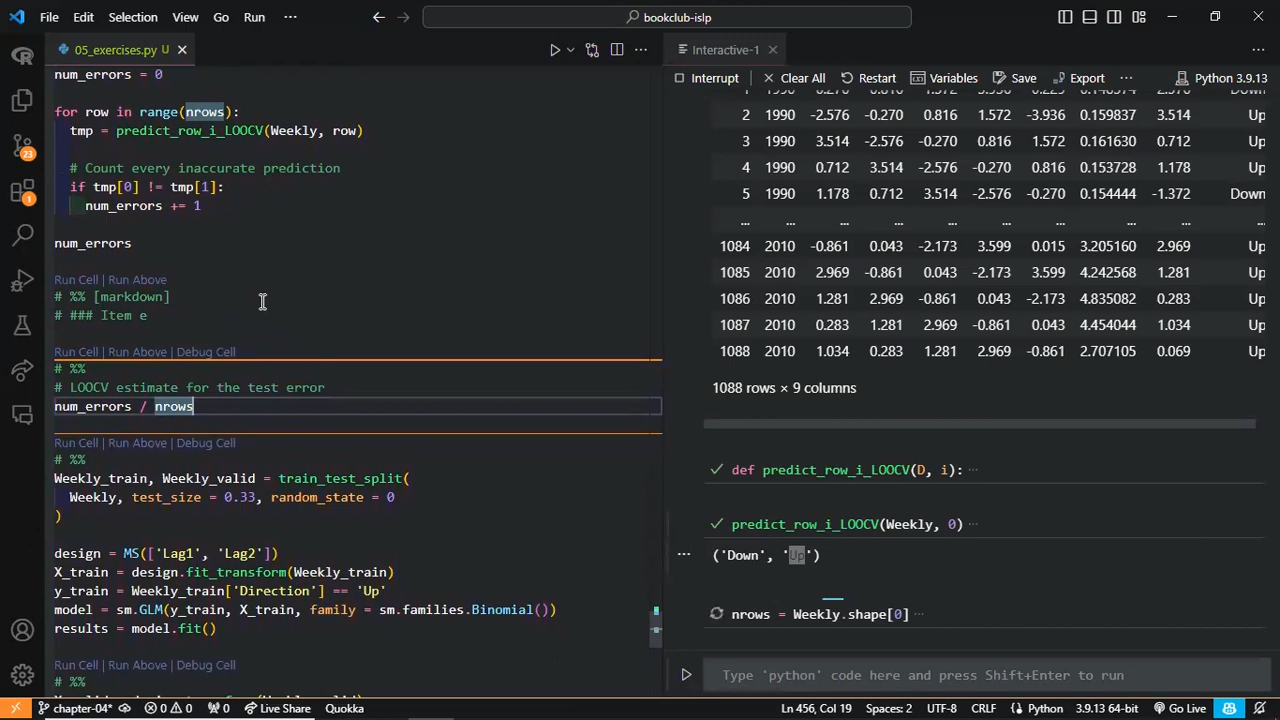 File Edit Selection View Go Run ··· bookclub-islp
05_exercises.py U
num_errors = 0
for row in range(nrows):
tmp = predict_row_i_LOOCV(Weekly, row)
# Count every inaccurate prediction
if tmp[0] != tmp[1]:
num_errors += 1
num_errors
Run Cell | Run Above
# %% [markdown]
# ### Item e
Run Cell | Run Above | Debug Cell
# %%
# LOOCV estimate for the test error
num_errors / nrows
Run Cell | Run Above | Debug Cell
# %%
Weekly_train, Weekly_valid = train_test_split(
Weekly, test_size = 0.33, random_state = 0
)
design = MS(['Lag1', 'Lag2'])
X_train = design.fit_transform(Weekly_train)
y_train = Weekly_train['Direction'] == 'Up'
model = sm.GLM(y_train, X_train, family = sm.families.Binomial())
results = model.fit()
Run Cell | Run Above | Debug Cell
# %%
Interactive-1
Interrupt Clear All Restart Variables Save Export ··· Python 3.9.13
2 1990 -2.576 -0.270 0.816 1.572 -3.936 0.159837 3.514 Up
3 1990 3.514 -2.576 -0.270 0.816 1.572 0.161630 0.712 Up
4 1990 0.712 3.514 -2.576 -0.270 0.816 0.153728 1.178 Up
5 1990 1.178 0.712 3.514 -2.576 -0.270 0.154444 -1.372 Down
... ... ... ... ... ... ... ... ... ...
1084 2010 -0.861 0.043 -2.173 3.599 0.015 3.205160 2.969 Up
1085 2010 2.969 -0.861 0.043 -2.173 3.599 4.242568 1.281 Up
1086 2010 1.281 2.969 -0.861 0.043 -2.173 4.835082 0.283 Up
1087 2010 0.283 1.281 2.969 -0.861 0.043 4.454044 1.034 Up
1088 2010 1.034 0.283 1.281 2.969 -0.861 2.707105 0.069 Up
1088 rows × 9 columns
def predict_row_i_LOOCV(D, i): ···
predict_row_i_LOOCV(Weekly, 0) ···
··· ('Down', 'Up')
nrows = Weekly.shape[0] ···
Type 'python' code here and press Shift+Enter to run
23
1
chapter-04* 0 0 0 Live Share Quokka Ln 456, Col 19 Spaces: 2 UTF-8 CRLF Python 3.9.13 64-bit Go Live